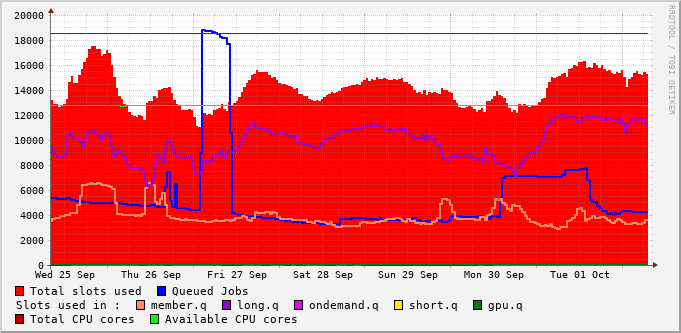 RRDTOOL / TOBI OETIKER
20000
18000
16000
14000
12000
10000
8000
6000
4000
2000
0
Wed 25 Sep Thu 26 Sep Fri 27 Sep Sat 28 Sep Sun 29 Sep Mon 30 Sep Tue 01 Oct
Total slots used Queued Jobs
Slots used in : member.q long.q ondemand.q short.q gpu.q
Total CPU cores Available CPU cores